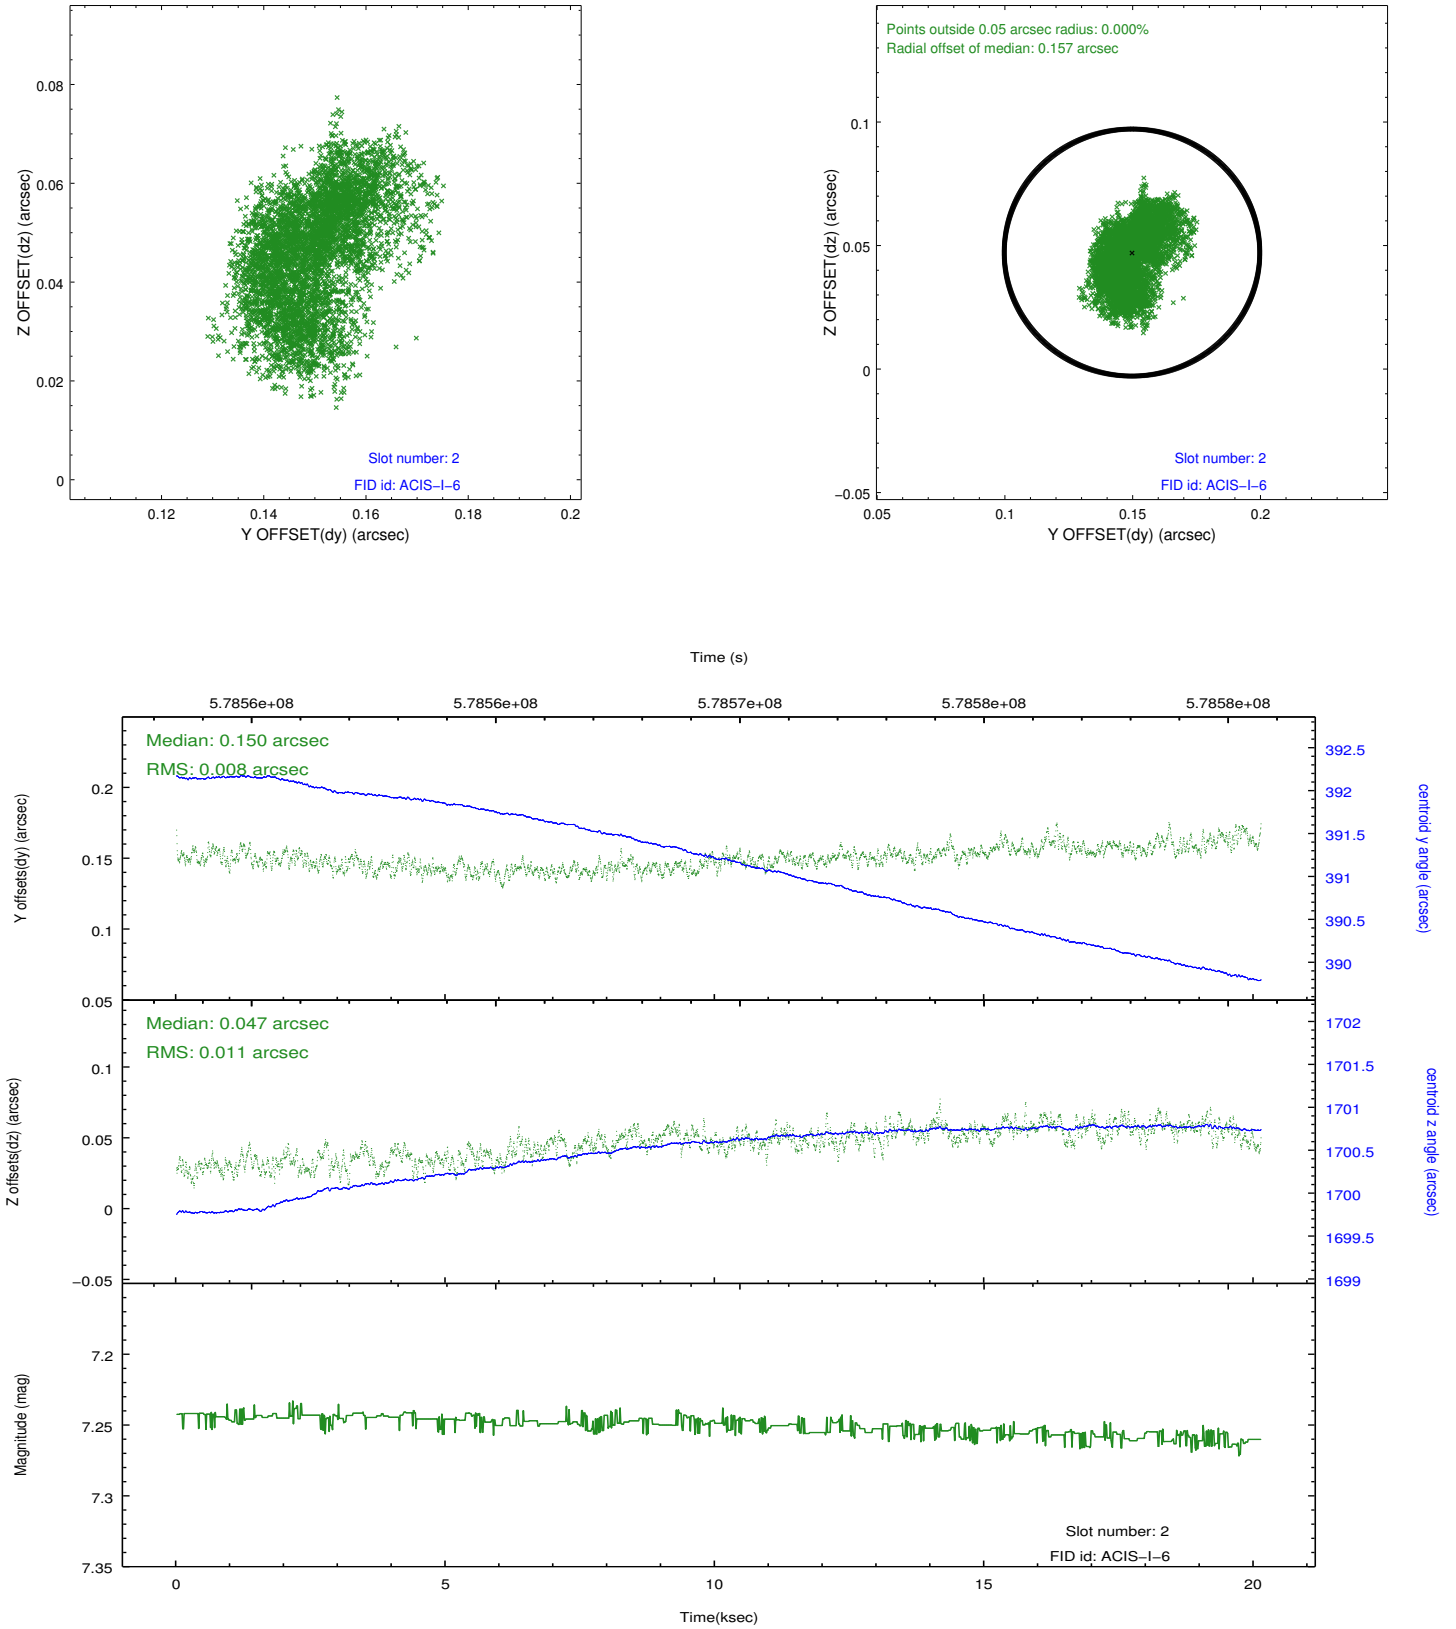 0.08
0.06
0.04
0.02
0
Z OFFSET(dz) (arcsec)
Slot number: 2
FID id: ACIS−I−6
0.12 0.14 0.16 0.18 0.2
Y OFFSET(dy) (arcsec)
Points outside 0.05 arcsec radius: 0.000%
Radial offset of median: 0.157 arcsec
0.1
0.05
0
−0.05
Z OFFSET(dz) (arcsec)
Slot number: 2
FID id: ACIS−I−6
0.05 0.1 0.15 0.2
Y OFFSET(dy) (arcsec)
Time (s)
5.7856e+08 5.7856e+08 5.7857e+08 5.7858e+08 5.7858e+08
Median: 0.150 arcsec
RMS: 0.008 arcsec
0.2
0.15
0.1
0.05
Y offsets(dy) (arcsec)
392.5
392
391.5
391
390.5
390
centroid y angle (arcsec)
Median: 0.047 arcsec
RMS: 0.011 arcsec
0.1
0.05
0
−0.05
Z offsets(dz) (arcsec)
1702
1701.5
1701
1700.5
1700
1699.5
1699
centroid z angle (arcsec)
7.2
7.25
7.3
7.35
Magnitude (mag)
Slot number: 2
FID id: ACIS−I−6
0 5 10 15 20
Time(ksec)